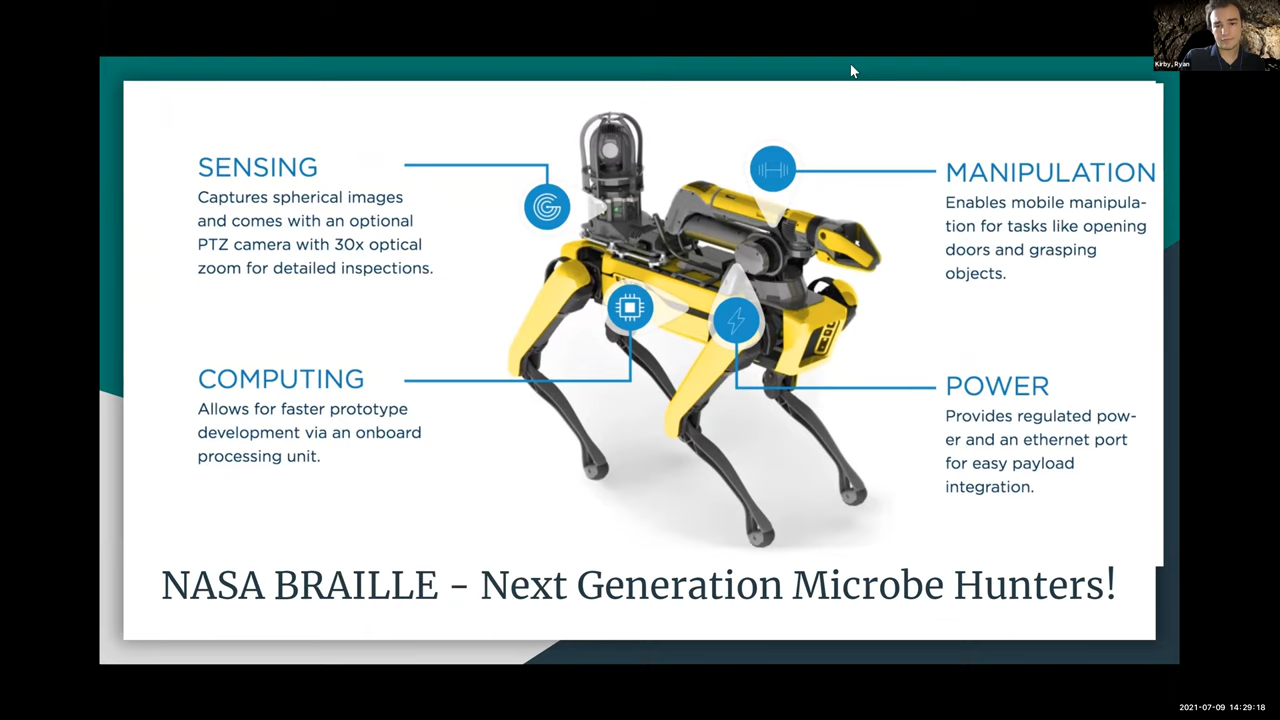 Kirby, Ryan
SENSING
Captures spherical images
and comes with an optional
PTZ camera with 30x optical
zoom for detailed inspections.
MANIPULATION
Enables mobile manipula-
tion for tasks like opening
doors and grasping
objects.
COMPUTING
Allows for faster prototype
development via an onboard
processing unit.
POWER
Provides regulated pow-
er and an ethernet port
for easy payload
integration.
NASA BRAILLE - Next Generation Microbe Hunters!
2021-07-09 14:29:18